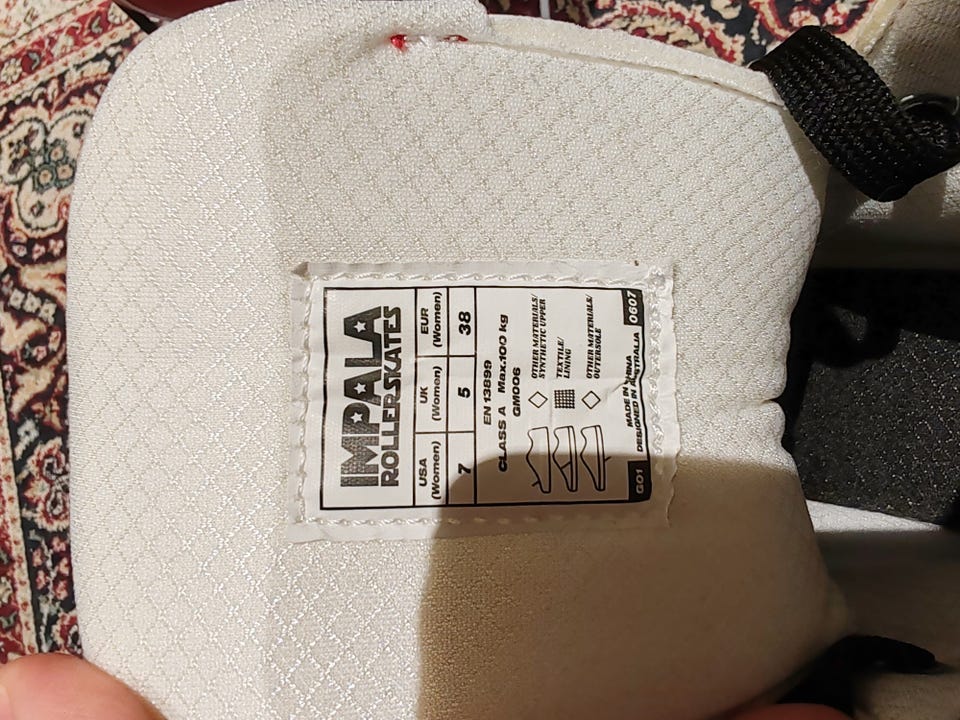 IMPALA
ROLLERSKATES
USA UK EUR
(Women) (Women) (Women)
7 5 38
EN 13899
CLASS A Max.100 kg
GM006
OTHER MATERIALS/
SYNTHETIC UPPER
TEXTILE/
LINING
OTHER MATERIALS/
OUTERSOLE
MADE IN CHINA
DESIGNED IN AUSTRALIA
G01 0607